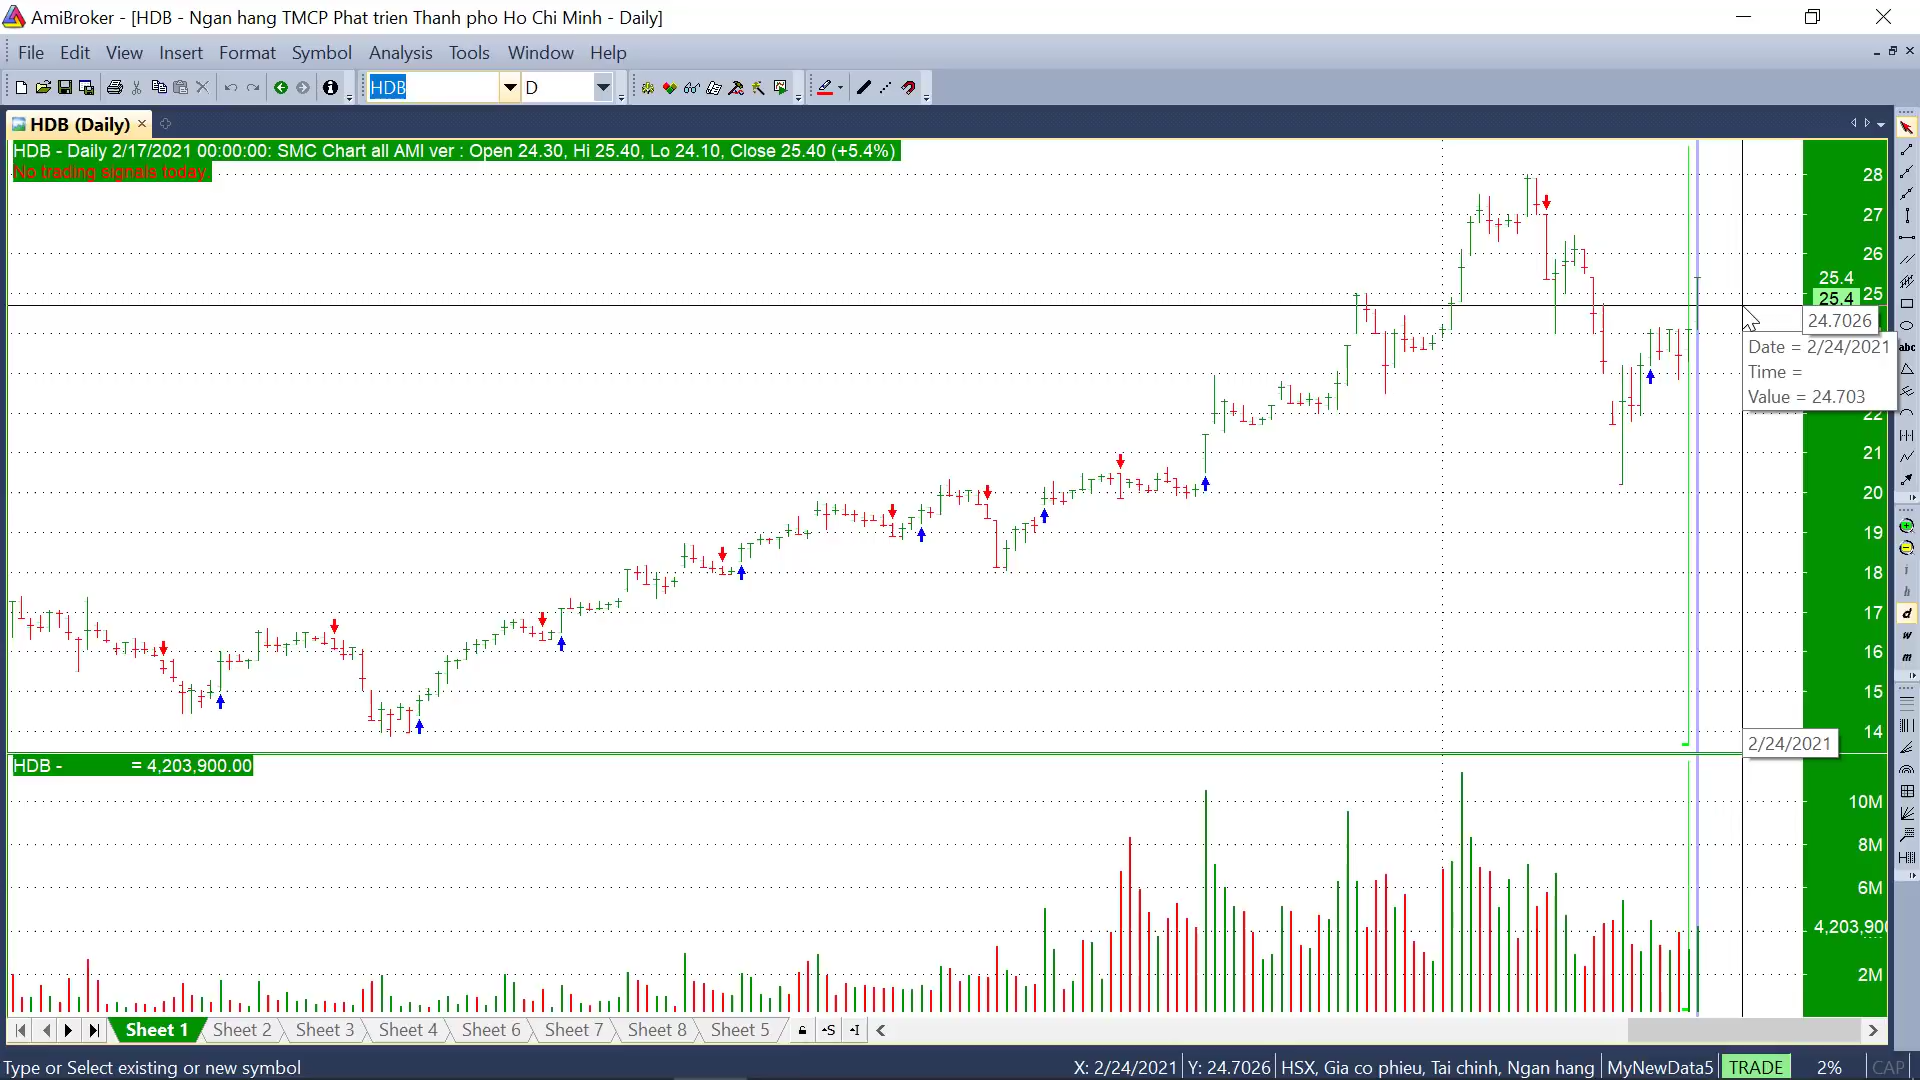 AmiBroker - [HDB - Ngan hang TMCP Phat trien Thanh pho Ho Chi Minh - Daily]
File Edit View Insert Format Symbol Analysis Tools Window Help
HDB D
HDB (Daily)
HDB - Daily 2/17/2021 00:00:00: SMC Chart all AMI ver : Open 24.30, Hi 25.40, Lo 24.10, Close 25.40 (+5.4%)
No trading signals today
28
27
26
25.4
25.4 25
24.7026
Date = 2/24/2021
Time =
Value = 24.703
22
21
20
19
18
17
16
15
14
2/24/2021
HDB - = 4,203,900.00
10M
8M
6M
4,203,900
2M
abc
d
w
m
Sheet 1 Sheet 2 Sheet 3 Sheet 4 Sheet 6 Sheet 7 Sheet 8 Sheet 5
Type or Select existing or new symbol X: 2/24/2021 Y: 24.7026 HSX, Gia co phieu, Tai chinh, Ngan hang MyNewData5 TRADE 2% CAP